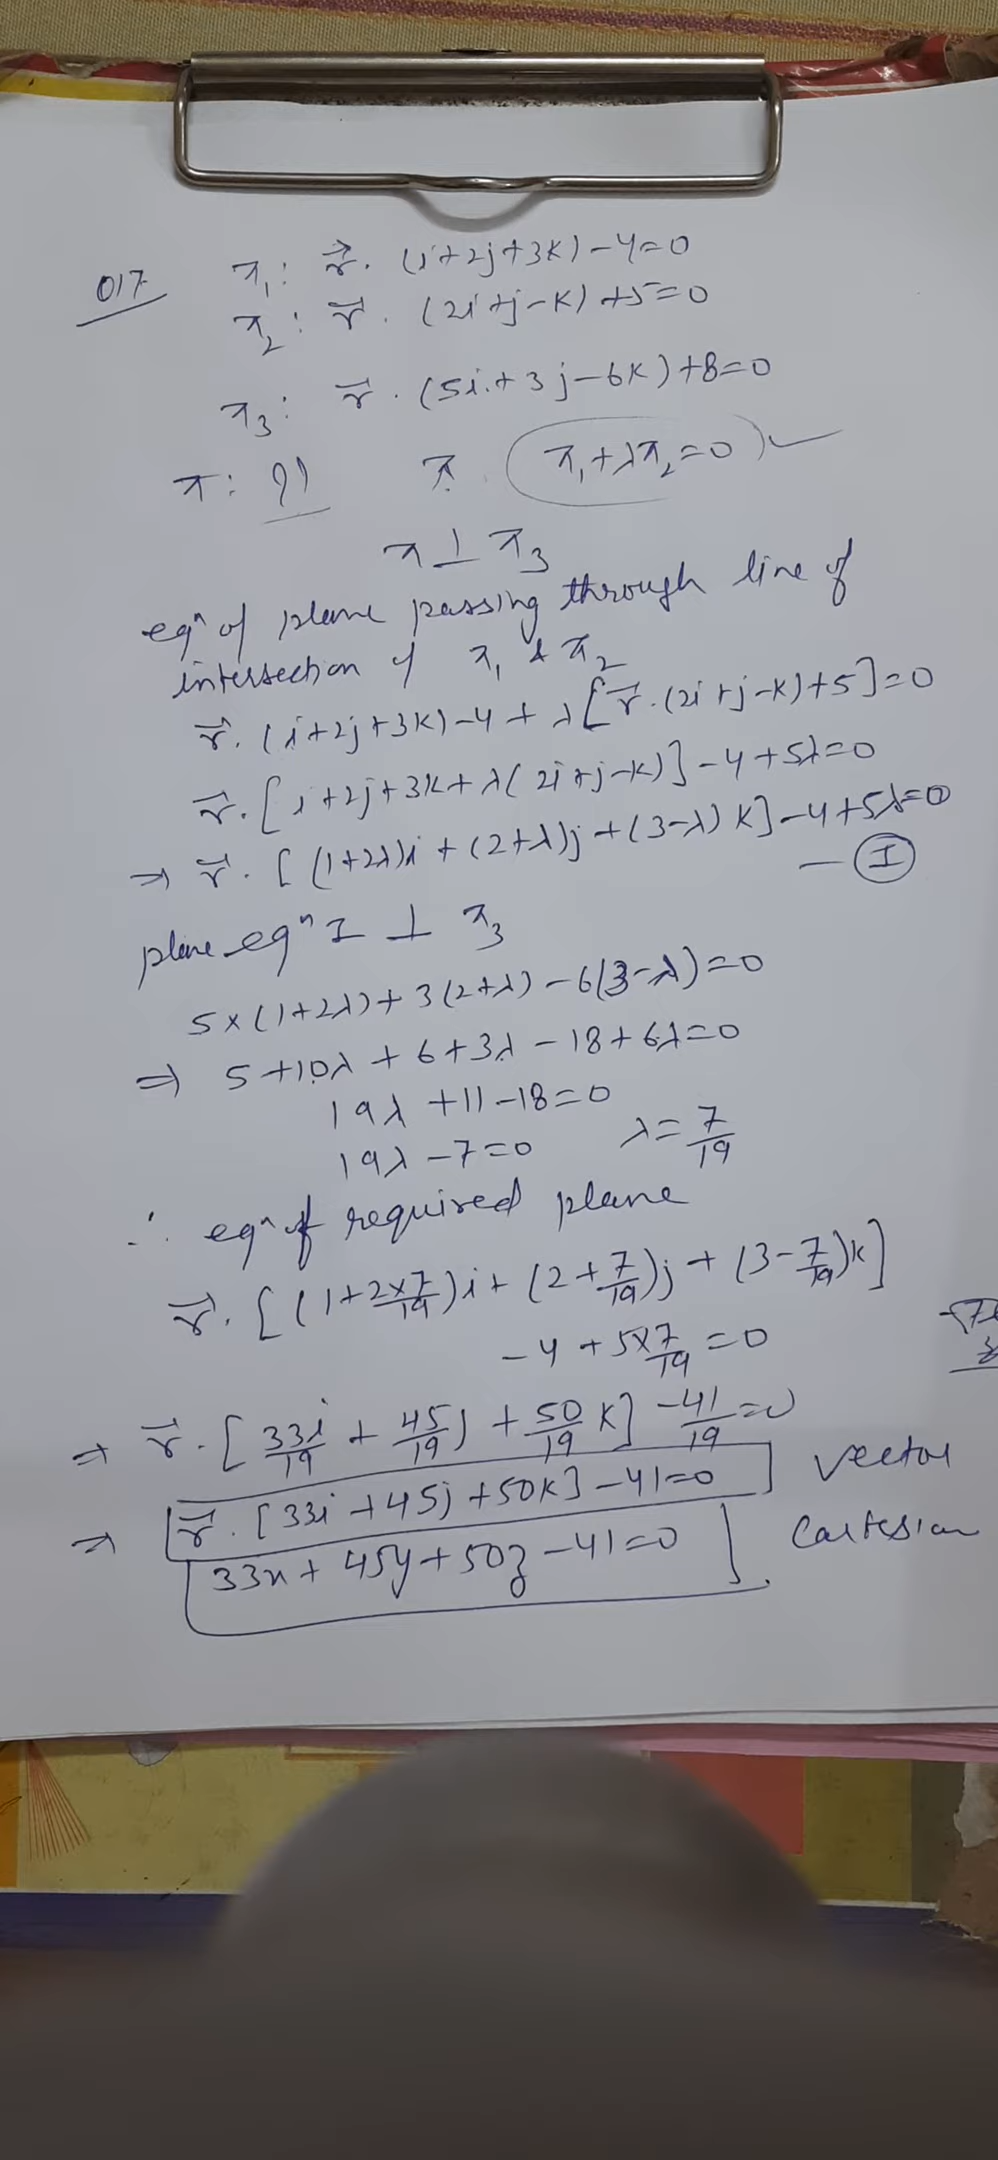 Q17 π₁: r⃗. (i+2j+3k)-4=0
π₂: r⃗. (2i+j-k)+5=0
π₃: r⃗. (5i+3j-6k)+8=0
π: ?? π π₁+λπ₂=0
π ⊥ π₃
eqⁿ of plane passing through line of
intersection of π₁ & π₂
r⃗. (i+2j+3k)-4+λ[r⃗.(2i+j-k)+5]=0
r⃗. [i+2j+3k+λ(2i+j-k)]-4+5λ=0
⇒ r⃗. [(1+2λ)i+(2+λ)j+(3-λ)k]-4+5λ=0
— Ⓘ
plane eqⁿ I ⊥ π₃
5×(1+2λ)+3(2+λ)-6(3-λ)=0
⇒ 5+10λ+6+3λ-18+6λ=0
19λ+11-18=0
19λ-7=0 λ=7/19
∴ eqⁿ of required plane
r⃗. [(1+2×7/19)i+(2+7/19)j+(3-7/19)k]
-4+5×7/19=0
⇒ r⃗. [33i/19+45/19 j+50/19 k]-41/19=0
⇒ r⃗. [33i+45j+50k]-41=0 ] vector
33x+45y+50z-41=0 ] Cartesian